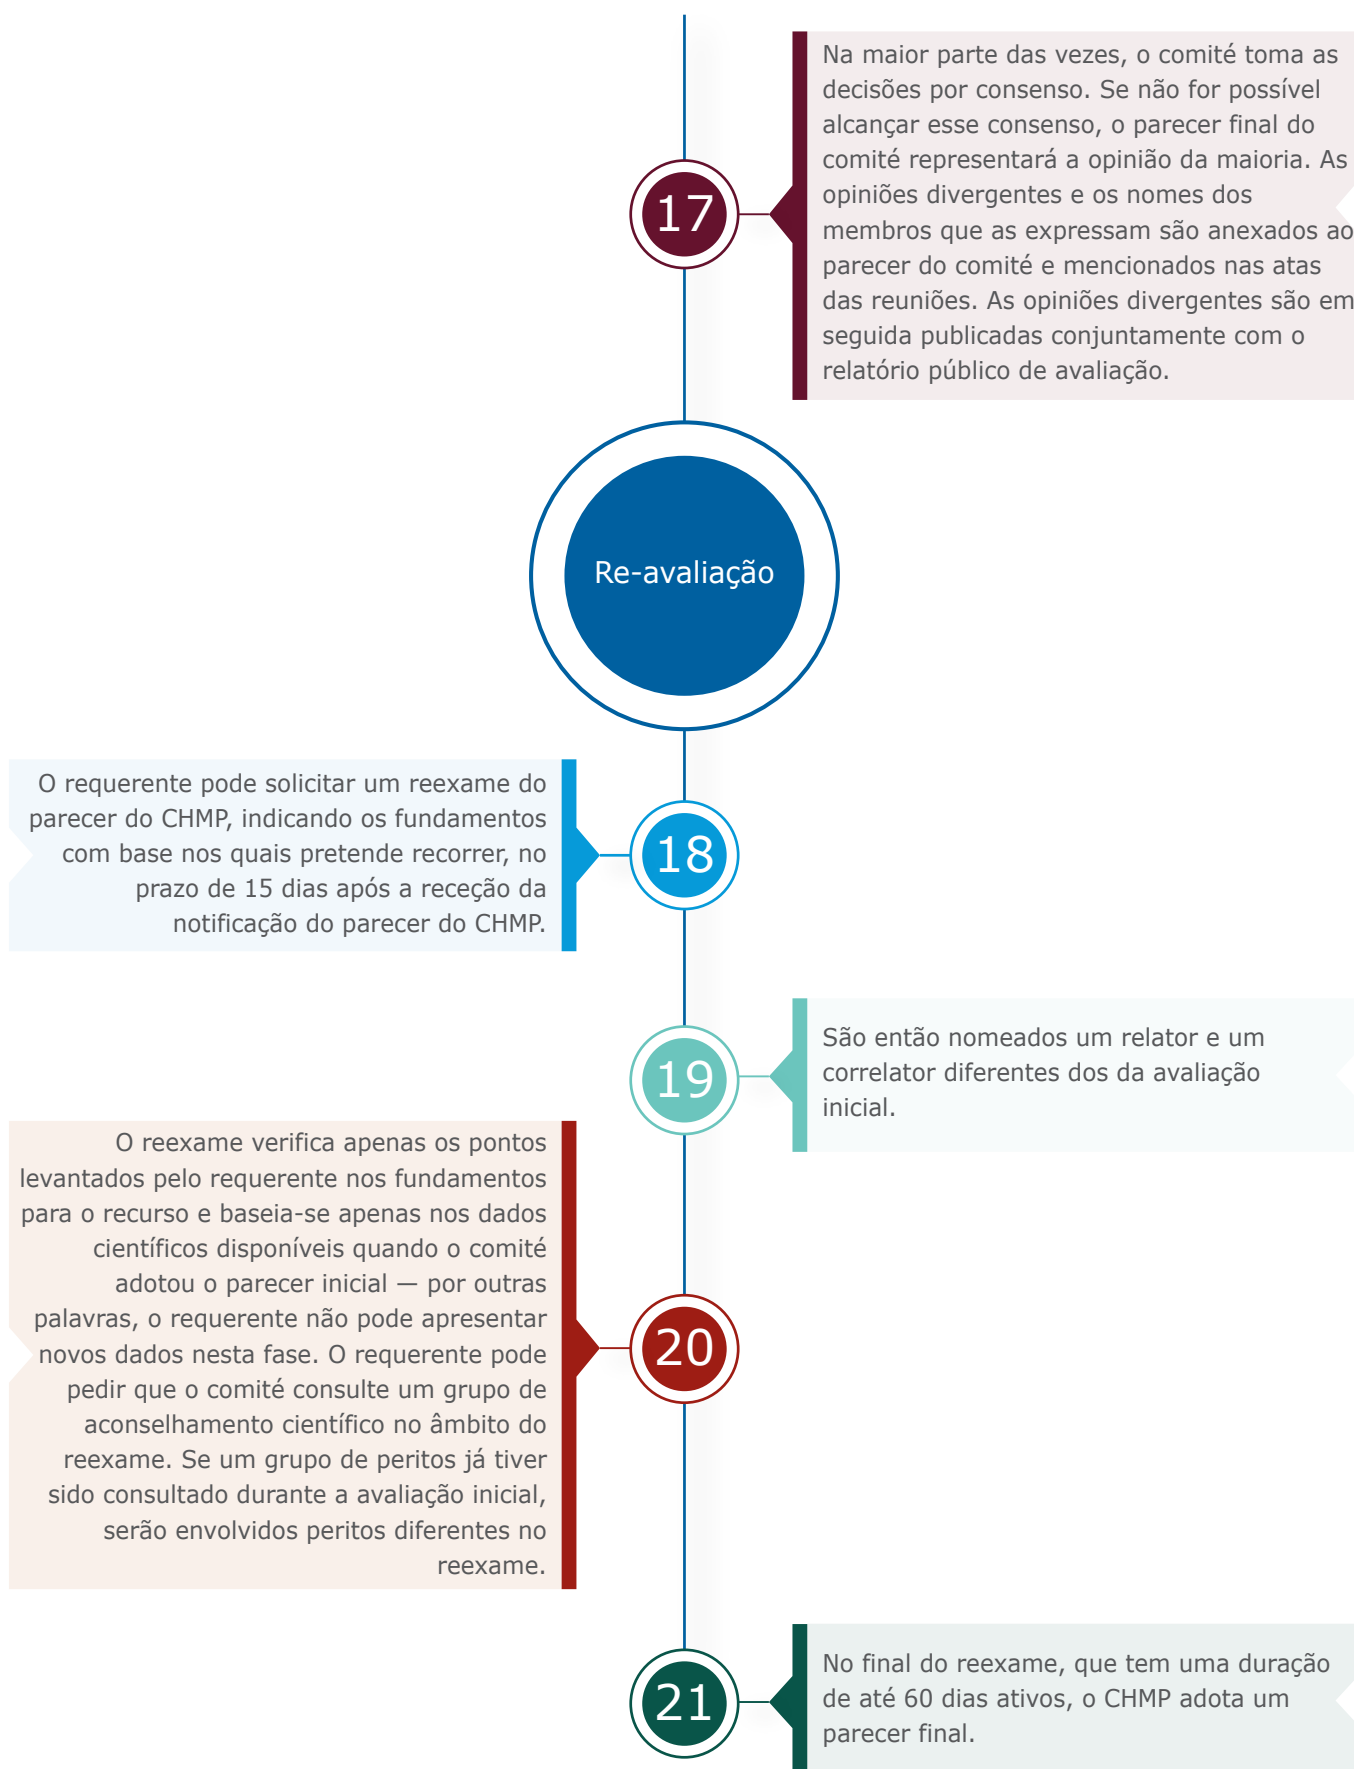 Na maior parte das vezes, o comité toma as
decisões por consenso. Se não for possível
alcançar esse consenso, o parecer final do
comité representará a opinião da maioria. As
opiniões divergentes e os nomes dos
membros que as expressam são anexados ao
parecer do comité e mencionados nas atas
das reuniões. As opiniões divergentes são em
seguida publicadas conjuntamente com o
relatório público de avaliação.
17
Re-avaliação
O requerente pode solicitar um reexame do
parecer do CHMP, indicando os fundamentos
com base nos quais pretende recorrer, no
prazo de 15 dias após a receção da
notificação do parecer do CHMP.
18
19
São então nomeados um relator e um
correlator diferentes dos da avaliação
inicial.
O reexame verifica apenas os pontos
levantados pelo requerente nos fundamentos
para o recurso e baseia-se apenas nos dados
científicos disponíveis quando o comité
adotou o parecer inicial — por outras
palavras, o requerente não pode apresentar
novos dados nesta fase. O requerente pode
pedir que o comité consulte um grupo de
aconselhamento científico no âmbito do
reexame. Se um grupo de peritos já tiver
sido consultado durante a avaliação inicial,
serão envolvidos peritos diferentes no
reexame.
20
21
No final do reexame, que tem uma duração
de até 60 dias ativos, o CHMP adota um
parecer final.